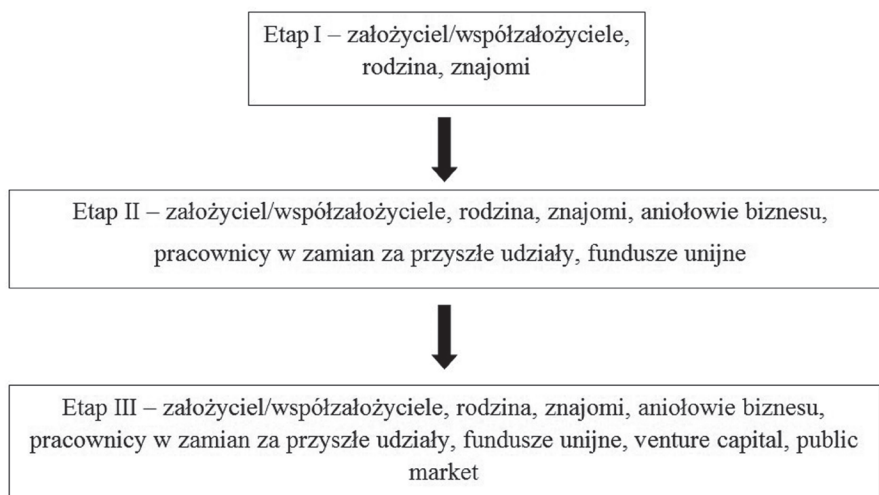 Etap I – założyciel/współzałożyciele,
rodzina, znajomi
Etap II – założyciel/współzałożyciele, rodzina, znajomi, aniołowie biznesu,
pracownicy w zamian za przyszłe udziały, fundusze unijne
Etap III – założyciel/współzałożyciele, rodzina, znajomi, aniołowie biznesu,
pracownicy w zamian za przyszłe udziały, fundusze unijne, venture capital, public
market